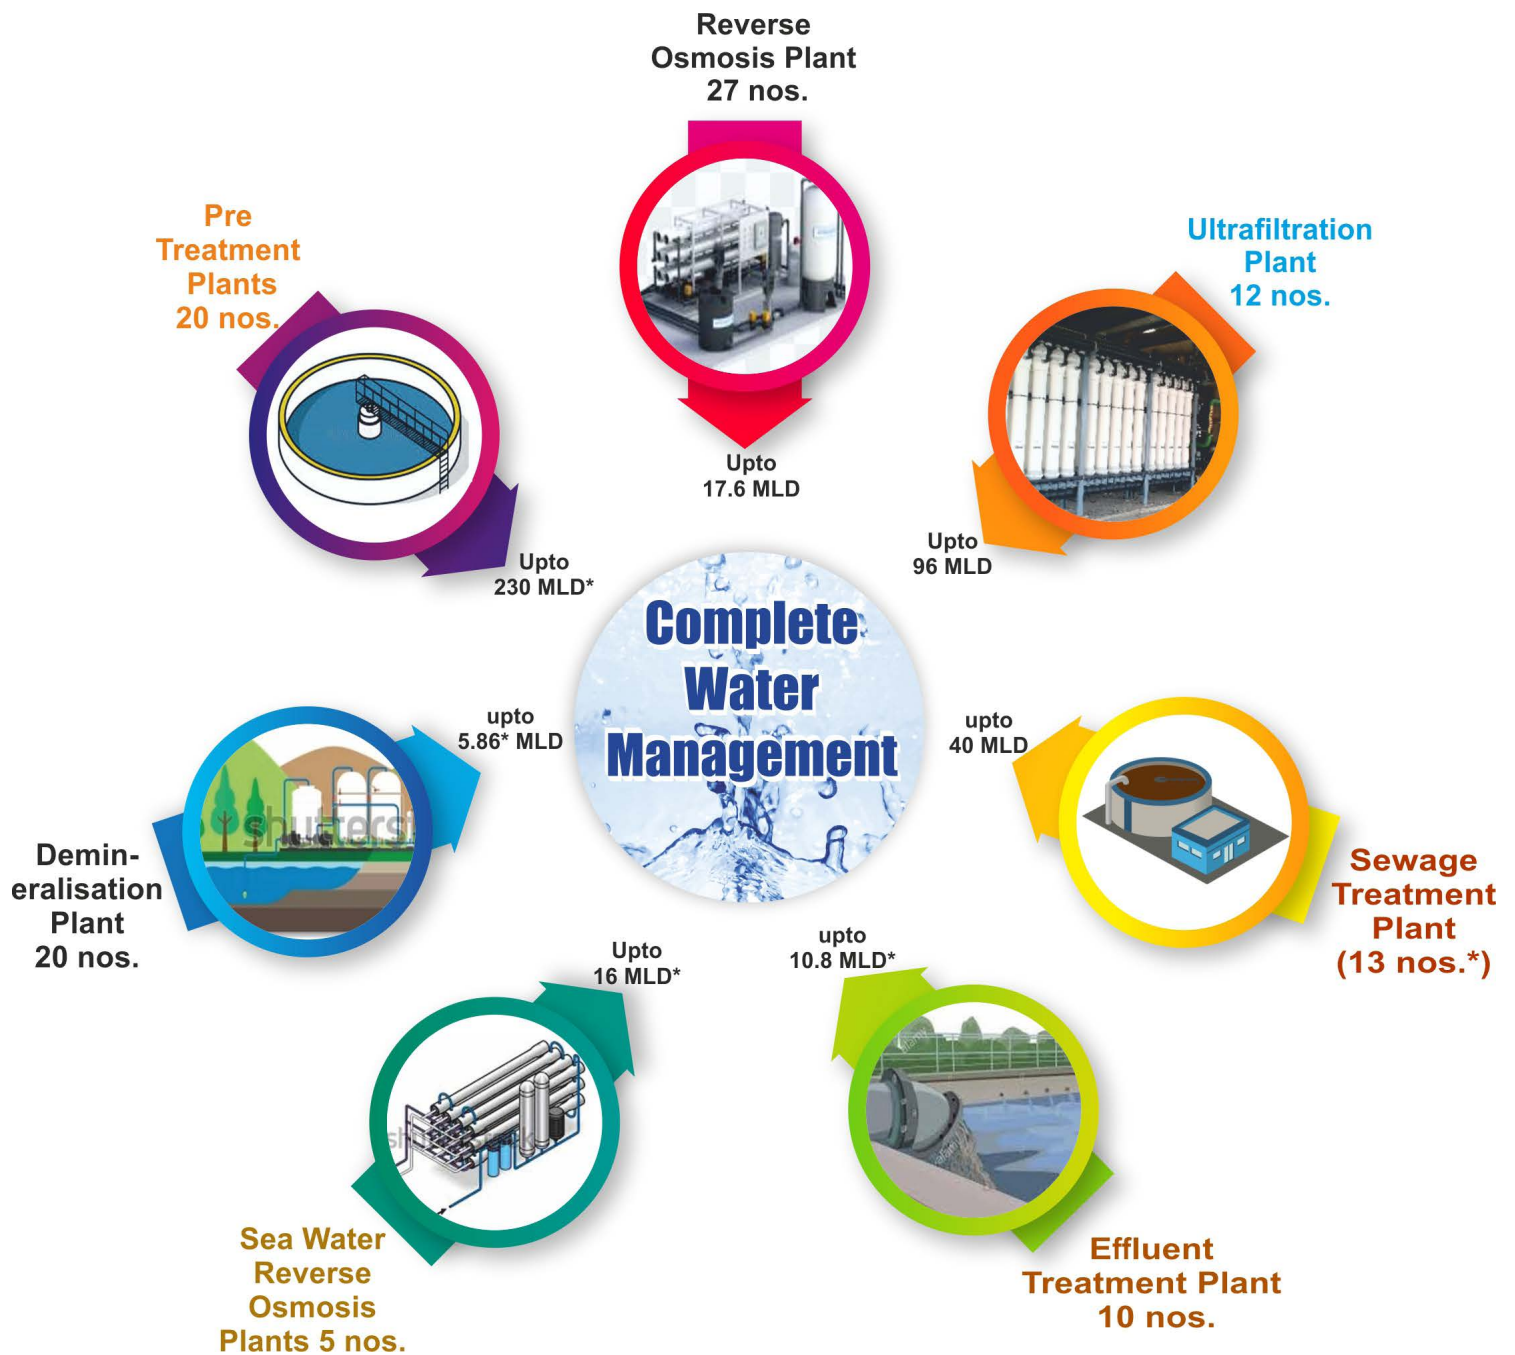 Reverse
Osmosis Plant
27 nos.
Upto
17.6 MLD
Ultrafiltration
Plant
12 nos.
Upto
96 MLD
Sewage
Treatment
Plant
(13 nos.*)
upto
40 MLD
Effluent
Treatment Plant
10 nos.
upto
10.8 MLD*
Sea Water
Reverse
Osmosis
Plants 5 nos.
Upto
16 MLD*
Demin-
eralisation
Plant
20 nos.
upto
5.86* MLD
Pre
Treatment
Plants
20 nos.
Upto
230 MLD*
Complete
Water
Management